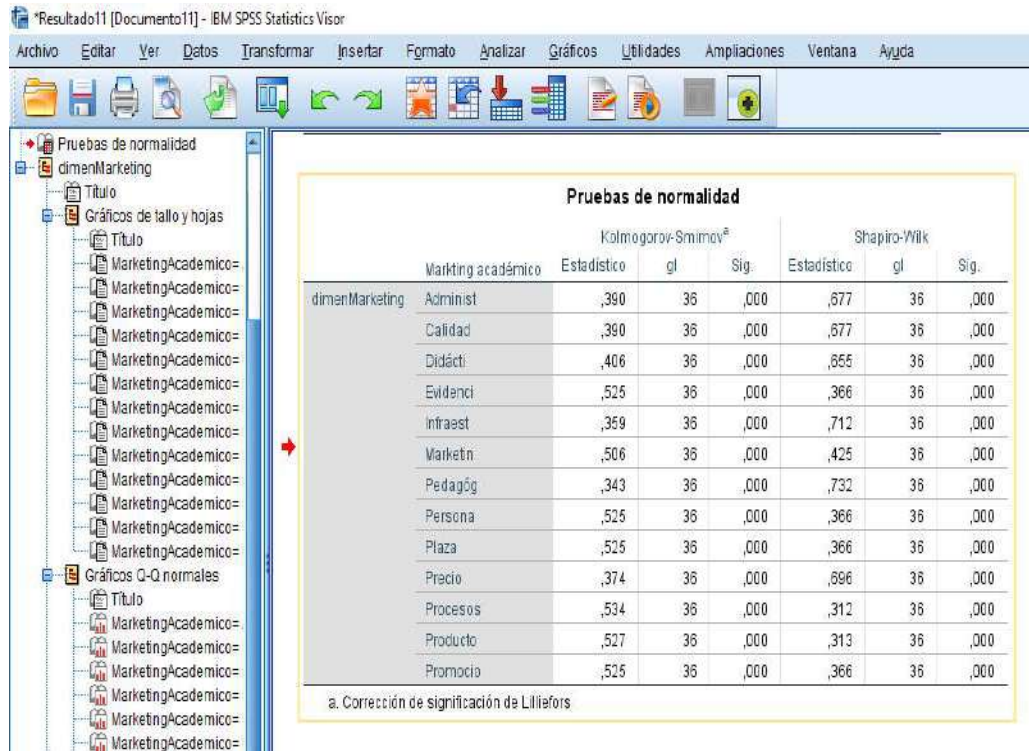 *Resultado11 [Documento11] - IBM SPSS Statistics Visor
Archivo Editar Ver Datos Transformar Insertar Formato Analizar Gráficos Utilidades Ampliaciones Ventana Ayuda
Pruebas de normalidad
dimenMarketing
Título
Gráficos de tallo y hojas
Título
MarketingAcademico=
MarketingAcademico=
MarketingAcademico=
MarketingAcademico=
MarketingAcademico=
MarketingAcademico=
MarketingAcademico=
MarketingAcademico=
MarketingAcademico=
MarketingAcademico=
MarketingAcademico=
MarketingAcademico=
MarketingAcademico=
Gráficos Q-Q normales
Título
MarketingAcademico=
MarketingAcademico=
MarketingAcademico=
MarketingAcademico=
MarketingAcademico=
MarketingAcademico=
Pruebas de normalidad
Kolmogorov-Smirnov^a Shapiro-Wilk
Markting académico Estadístico gl Sig. Estadístico gl Sig.
dimenMarketing Administ ,390 36 ,000 ,677 36 ,000
Calidad ,390 36 ,000 ,677 36 ,000
Didácti ,406 36 ,000 ,655 36 ,000
Evidenci ,525 36 ,000 ,366 36 ,000
Infraest ,359 36 ,000 ,712 36 ,000
Marketin ,506 36 ,000 ,425 36 ,000
Pedagóg ,343 36 ,000 ,732 36 ,000
Persona ,525 36 ,000 ,366 36 ,000
Plaza ,525 36 ,000 ,366 36 ,000
Precio ,374 36 ,000 ,696 36 ,000
Procesos ,534 36 ,000 ,312 36 ,000
Producto ,527 36 ,000 ,313 36 ,000
Promocio ,525 36 ,000 ,366 36 ,000
a. Corrección de significación de Lilliefors